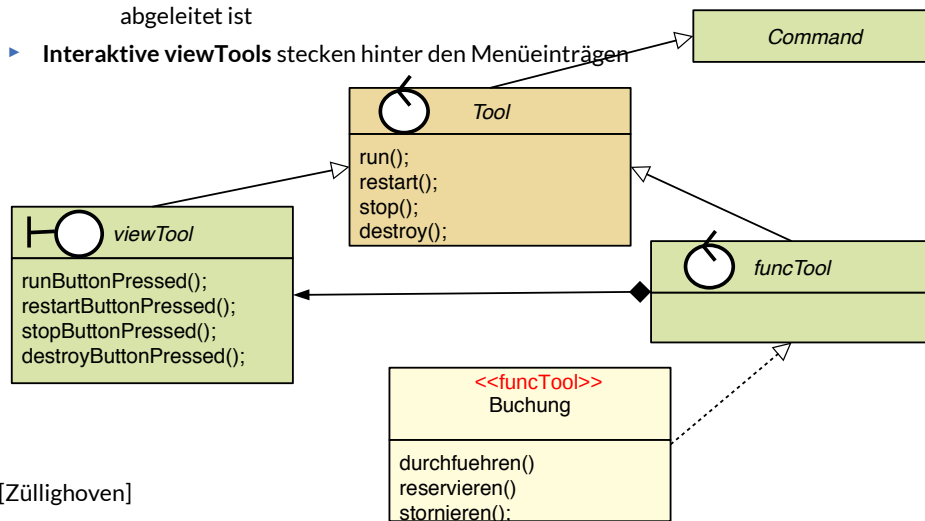 abgeleitet ist
► Interaktive viewTools stecken hinter den Menüeinträgen
Command
Tool
run();
restart();
stop();
destroy();
viewTool
runButtonPressed();
restartButtonPressed();
stopButtonPressed();
destroyButtonPressed();
funcTool
<<funcTool>>
Buchung
durchfuehren()
reservieren()
stornieren();
[Züllighoven]